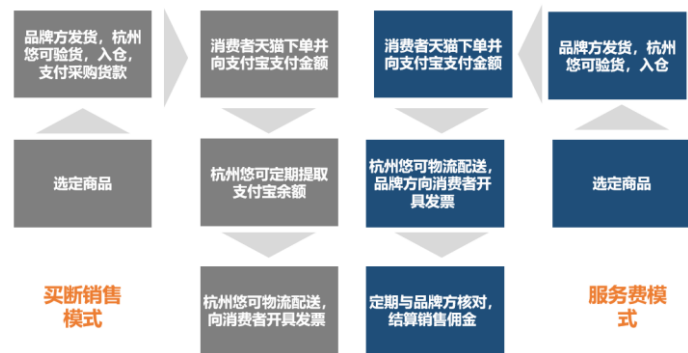 品牌方发货，杭州
悠可验货，入仓，
支付采购货款
消费者天猫下单并
向支付宝支付金额
消费者天猫下单并
向支付宝支付金额
品牌方发货，杭州
悠可验货，入仓
选定商品
杭州悠可定期提取
支付宝余额
杭州悠可物流配送，
品牌方向消费者开
具发票
选定商品
买断销售
模式
杭州悠可物流配送，
向消费者开具发票
定期与品牌方核对，
结算销售佣金
服务费模
式